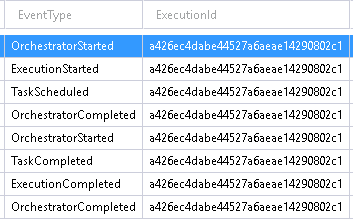 EventType ExecutionId
OrchestratorStarted a426ec4dabe44527a6aeae14290802c1
ExecutionStarted a426ec4dabe44527a6aeae14290802c1
TaskScheduled a426ec4dabe44527a6aeae14290802c1
OrchestratorCompleted a426ec4dabe44527a6aeae14290802c1
OrchestratorStarted a426ec4dabe44527a6aeae14290802c1
TaskCompleted a426ec4dabe44527a6aeae14290802c1
ExecutionCompleted a426ec4dabe44527a6aeae14290802c1
OrchestratorCompleted a426ec4dabe44527a6aeae14290802c1